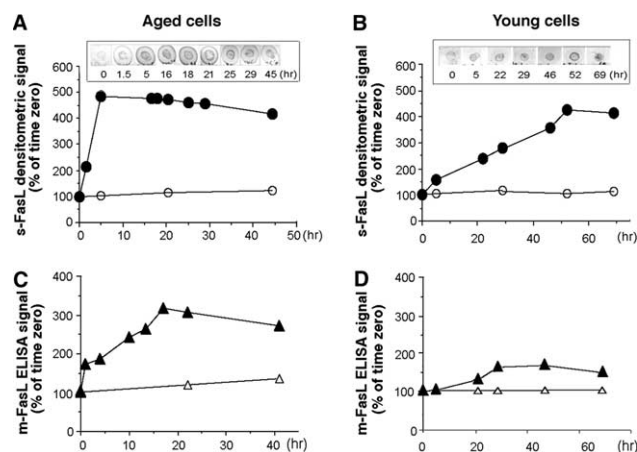 A Aged cells
0 1.5 5 16 18 21 25 29 45 (hr)
s-FasL densitometric signal
(% of time zero)
600
500
400
300
200
100
0
0 10 20 30 40 50 (hr)
B Young cells
0 5 22 29 46 52 69 (hr)
s-FasL densitometric signal
(% of time zero)
600
500
400
300
200
100
0
0 20 40 60 (hr)
C
m-FasL ELISA signal
(% of time zero)
400
300
200
100
0
0 10 20 30 40 (hr)
D
m-FasL ELISA signal
(% of time zero)
400
300
200
150
100
0
0 20 40 60 (hr)